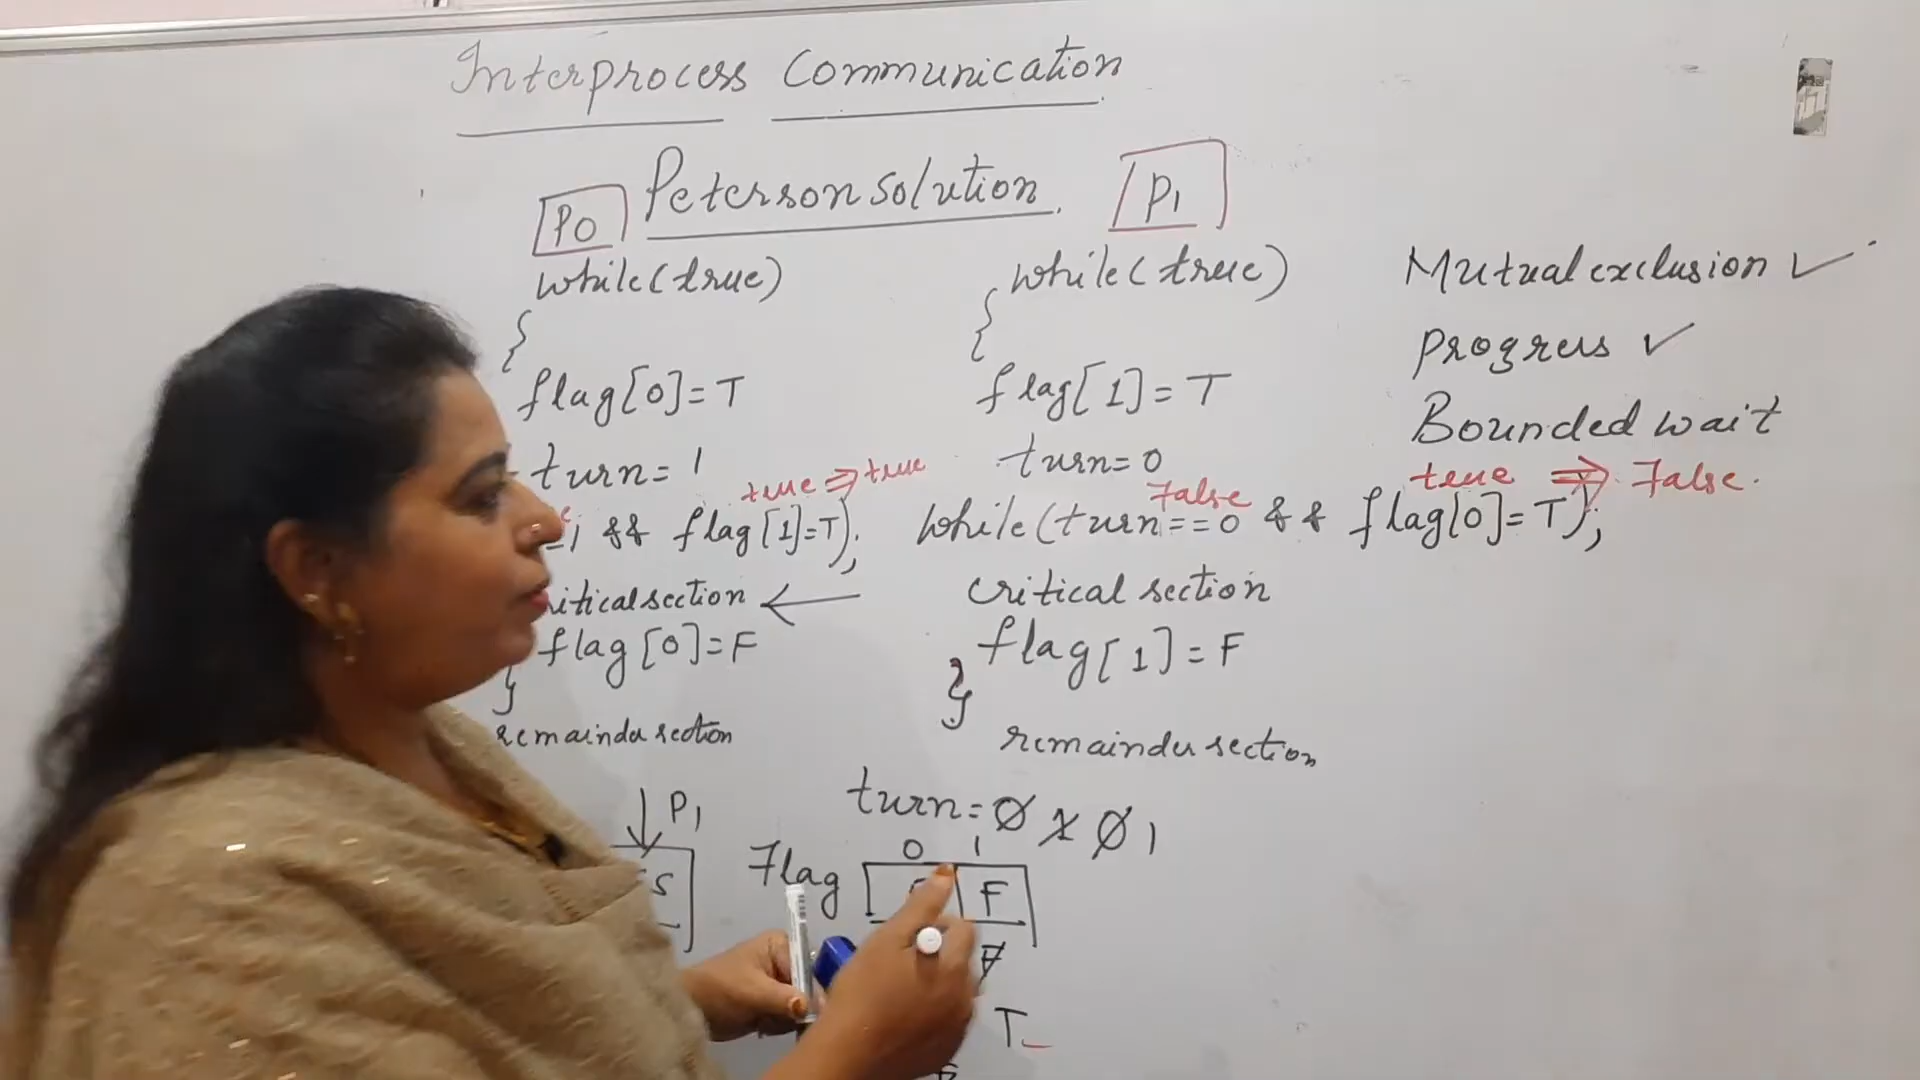 Interprocess Communication
Peterson solution
P0
P1
while(true)
{
flag[0]=T
turn=1
true => true
=1 && flag[1]=T);
critical section
flag[0]=F
}
remainder section
while(true)
{
flag[1]=T
turn=0
False
true => False.
while(turn==0 && flag[0]=T);
critical section
flag[1]=F
}
remainder section
Mutual exclusion ✓
Progress ✓
Bounded wait
P1
turn=0 1 0 1
0 1
Flag
F
F
T